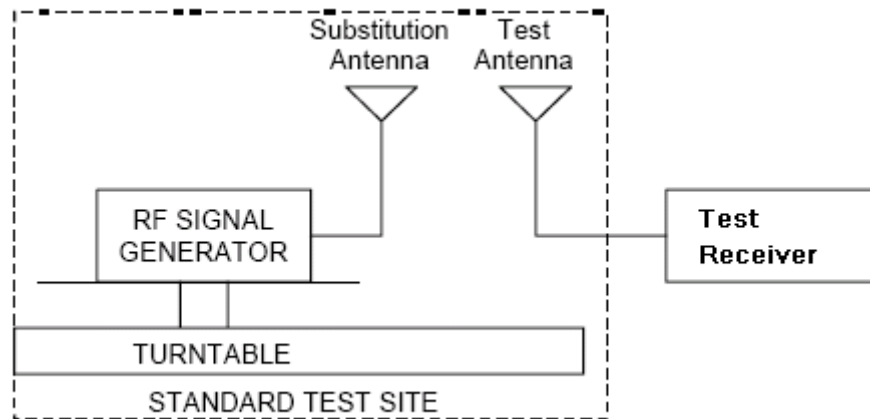 Substitution
Antenna
Test
Antenna
RF SIGNAL
GENERATOR
Test
Receiver
TURNTABLE
STANDARD TEST SITE